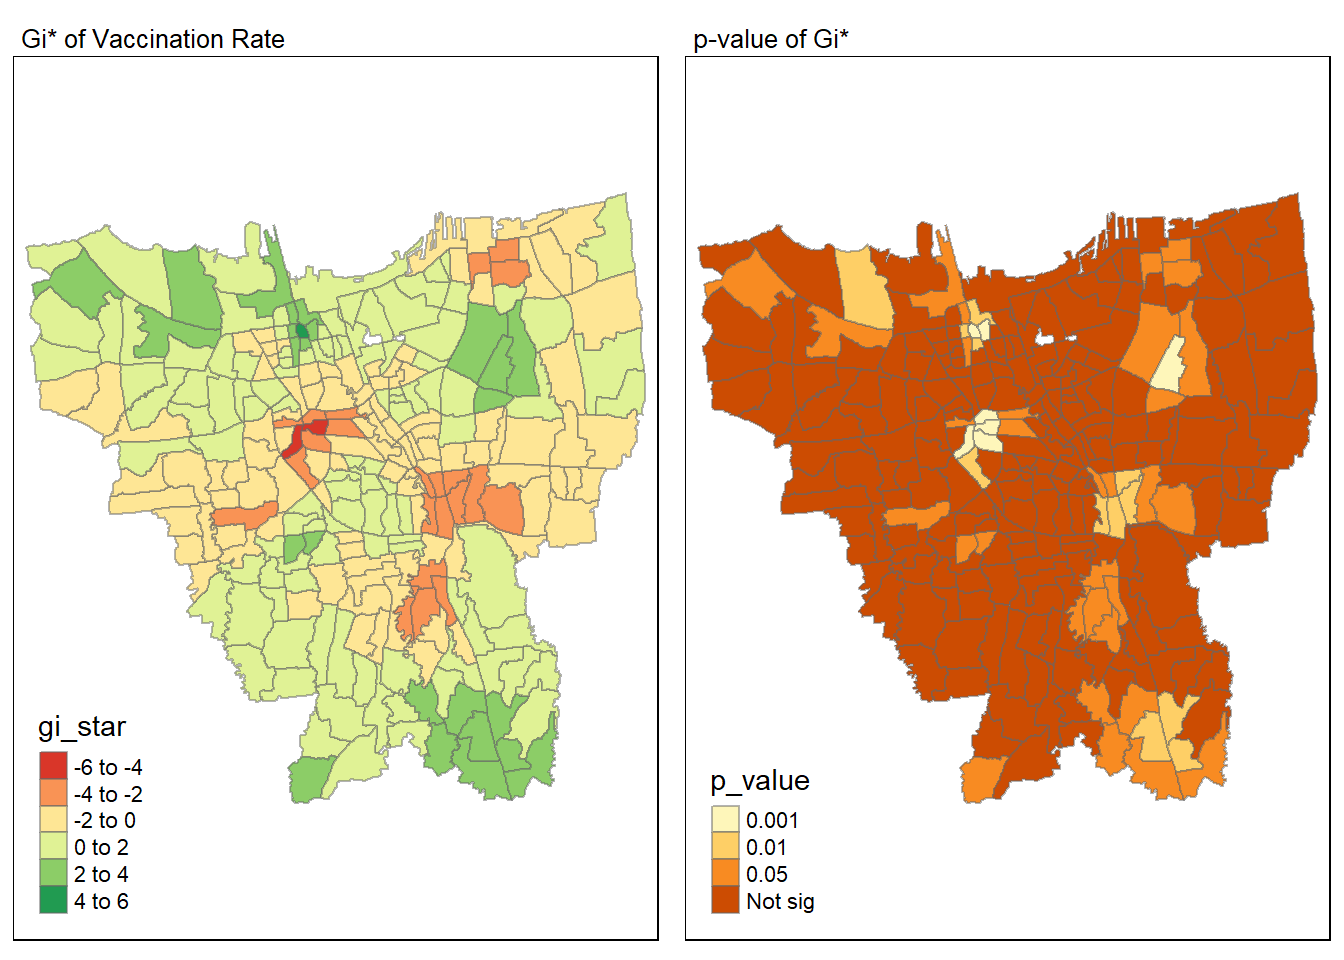 Gi* of Vaccination Rate
gi_star
-6 to -4
-4 to -2
-2 to 0
0 to 2
2 to 4
4 to 6
p-value of Gi*
p_value
0.001
0.01
0.05
Not sig